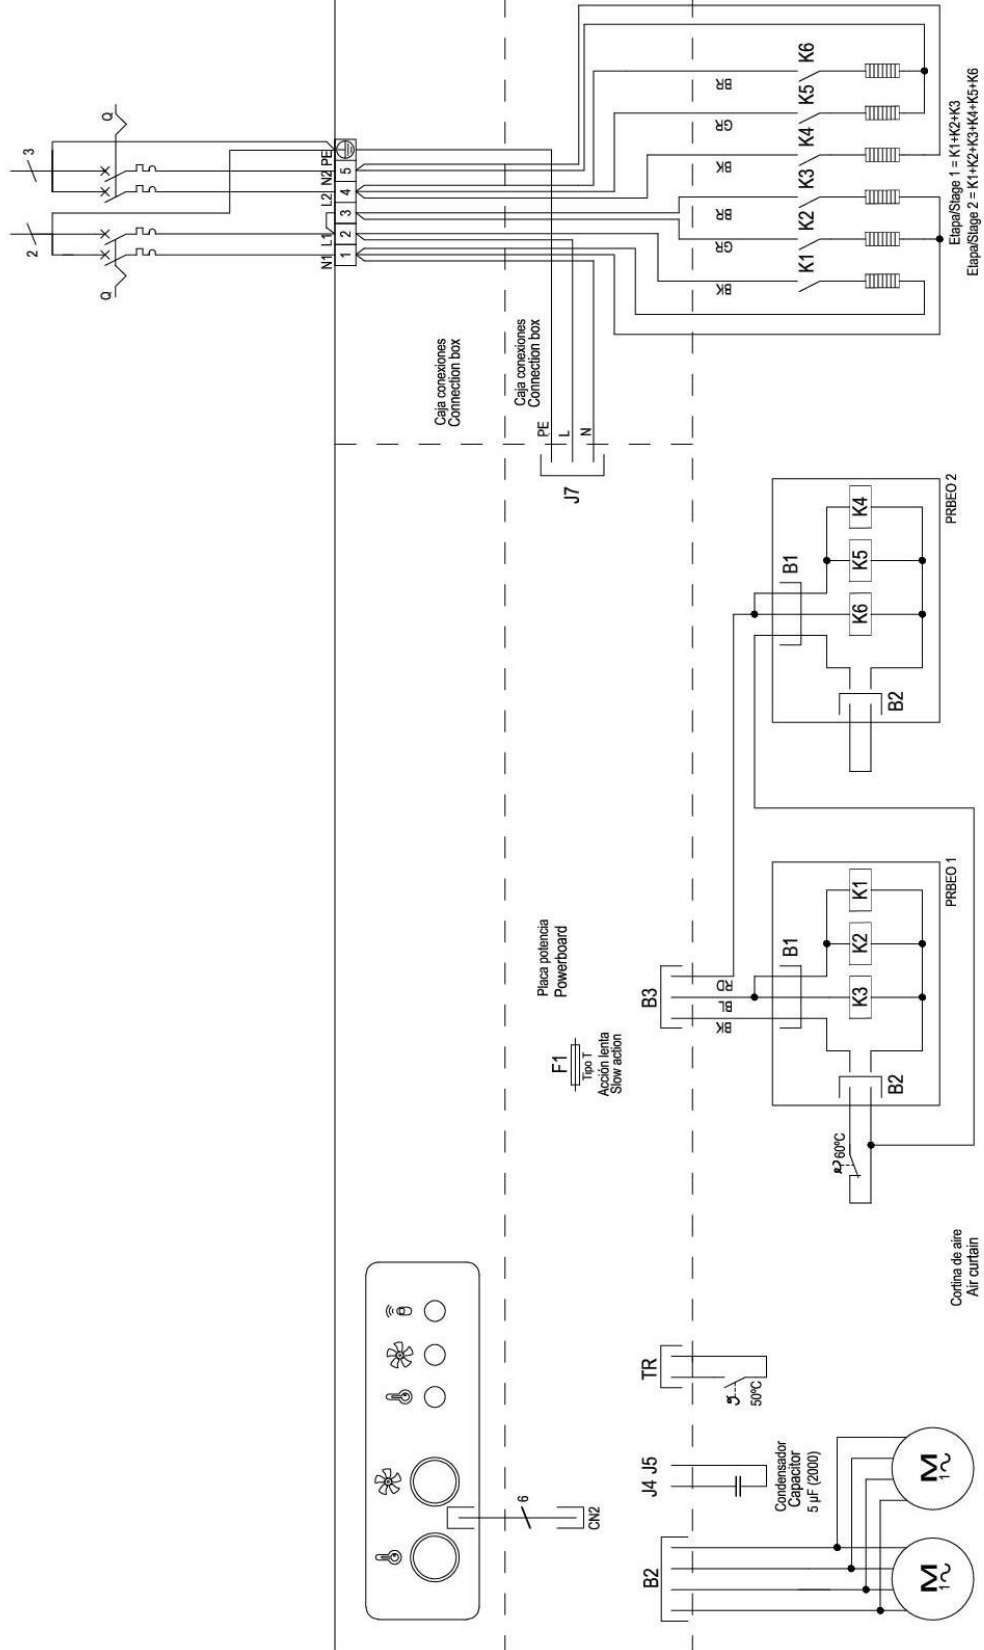 2
3
Q
Q
N1
L1
L2
N2
PE
1
2
3
4
5
Caja conexiones
Connection box
Caja conexiones
Connection box
PE
L
N
J7
BK
GR
BR
BK
GR
BR
K1
K2
K3
K4
K5
K6
Etapa/Stage 1 = K1+K2+K3
Etapa/Stage 2 = K1+K2+K3+K4+K5+K6
Placa potencia
Powerboard
F1
Tipo T
Acción lenta
Slow action
B3
BK
BL
RD
B1
K3
K2
K1
B2
60ºC
PRBEO 1
B1
K6
K5
K4
B2
PRBEO 2
6
CN2
B2
J4 J5
TR
50ºC
Condensador
Capacitor
5 µF (2000)
M
1~
M
1~
Cortina de aire
Air curtain